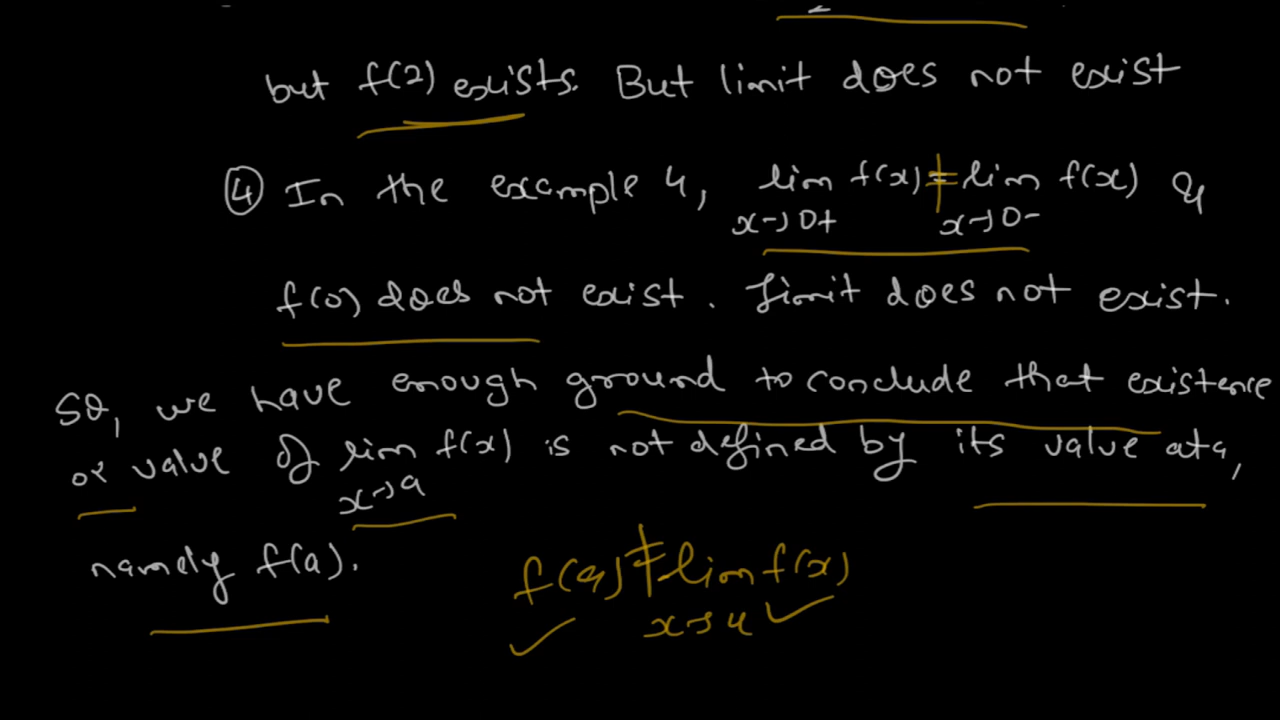 but f(2) exists. But limit does not exist
④ In the example 4, lim f(x) ≠ lim f(x) &
x→0+ x→0-
f(0) does not exist. Limit does not exist.
So, we have enough ground to conclude that existence
or value of lim f(x) is not defined by its value at a,
x→a
namely f(a).
f(a) ≠ lim f(x)
x→a